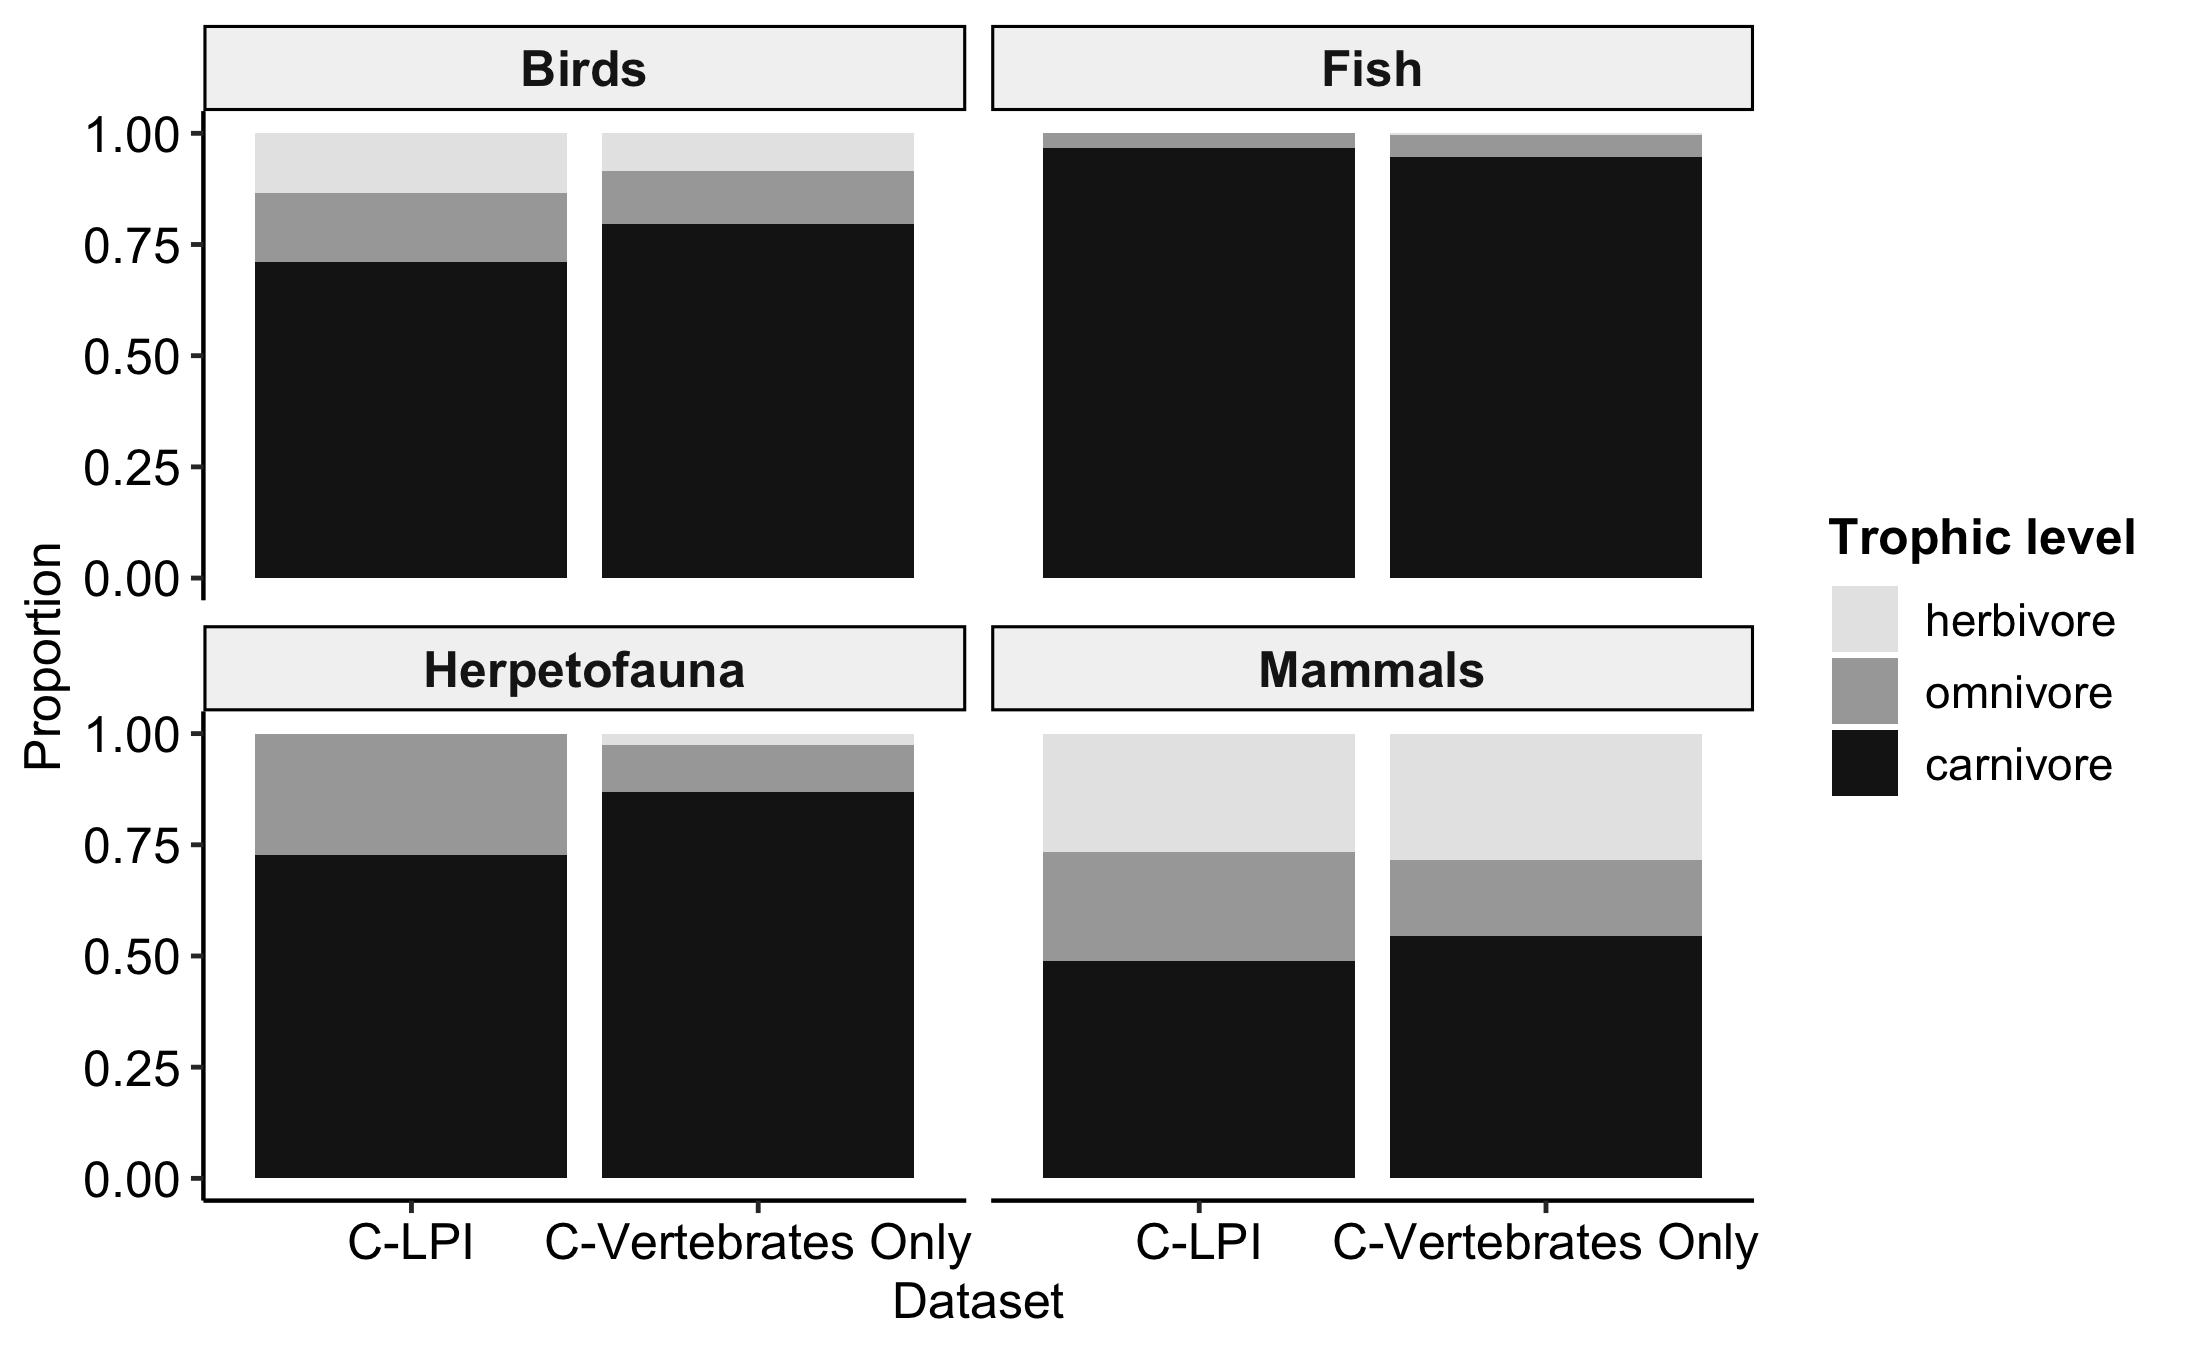 Birds
Fish
1.00
0.75
0.50
0.25
0.00
Herpetofauna
Mammals
1.00
0.75
0.50
0.25
0.00
Proportion
C-LPI
C-Vertebrates Only
C-LPI
C-Vertebrates Only
Dataset
Trophic level
herbivore
omnivore
carnivore